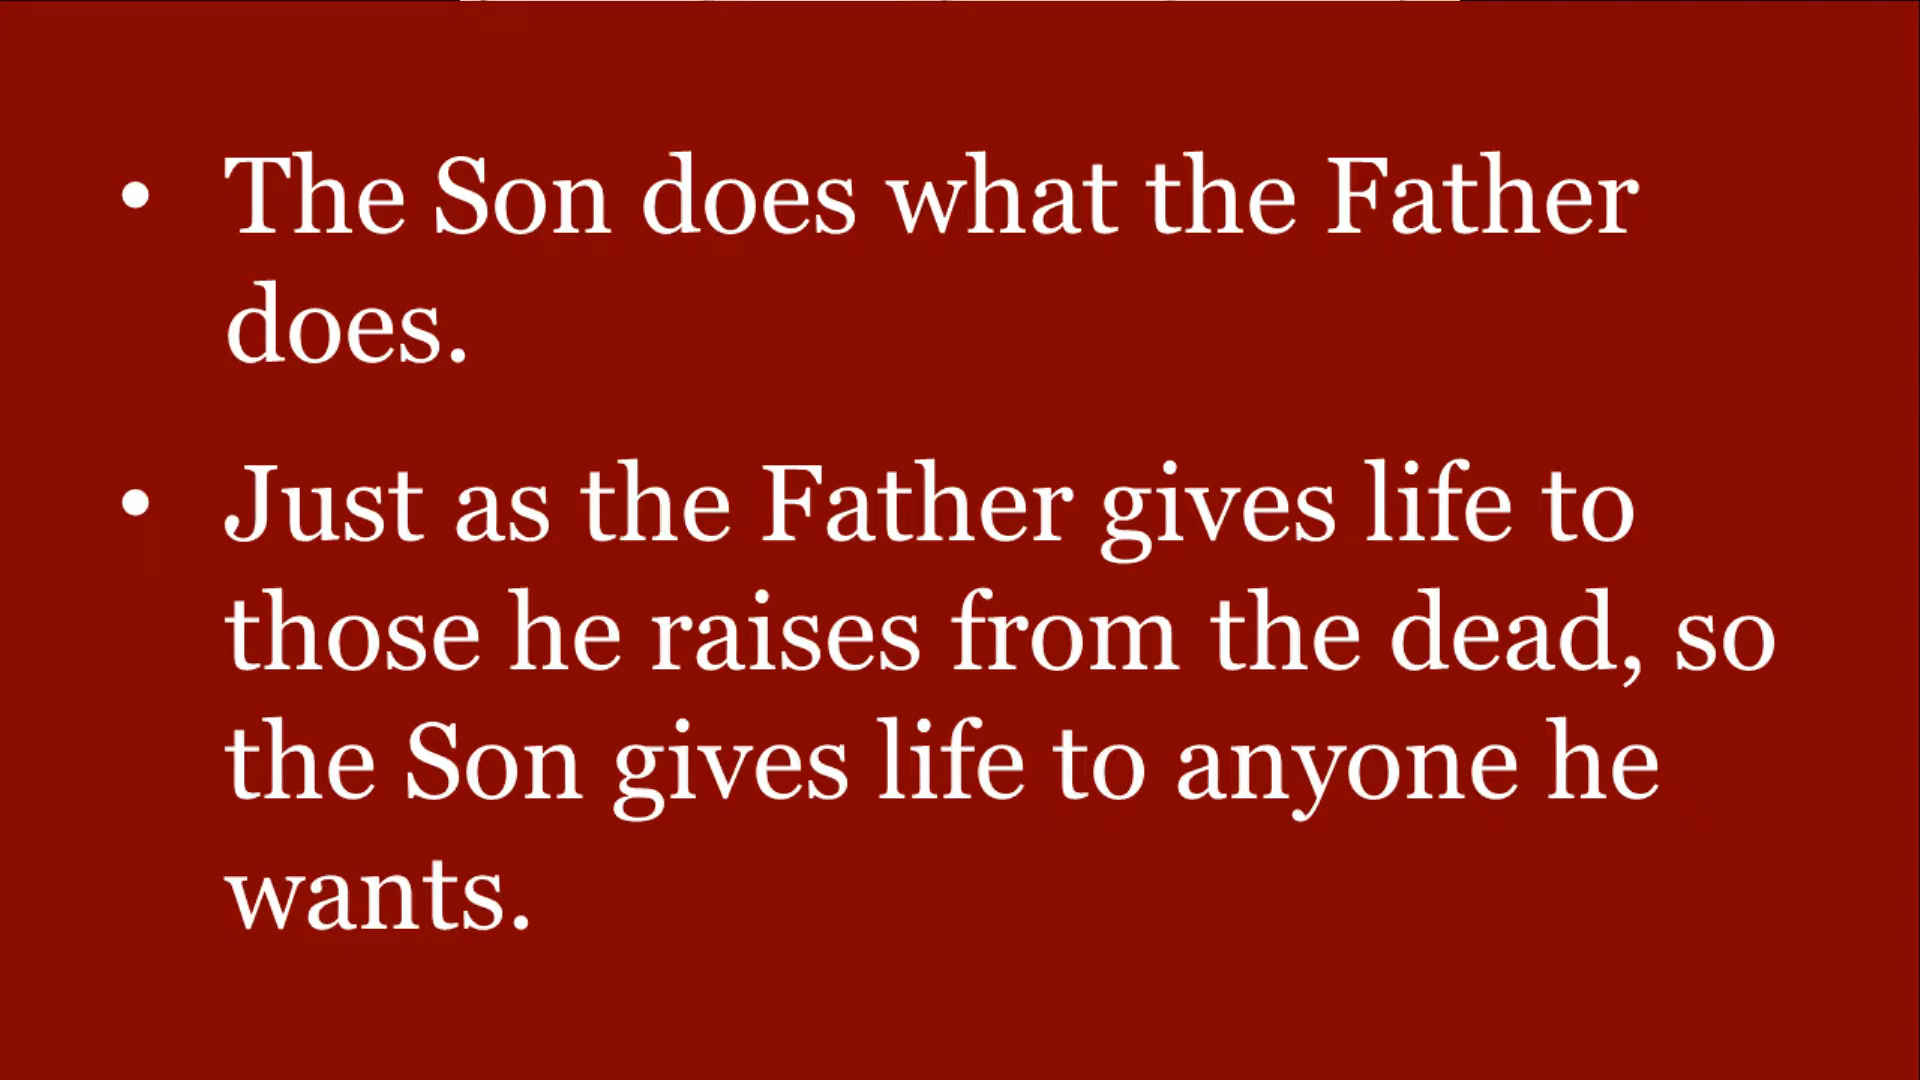 • The Son does what the Father
does.
• Just as the Father gives life to
those he raises from the dead, so
the Son gives life to anyone he
wants.